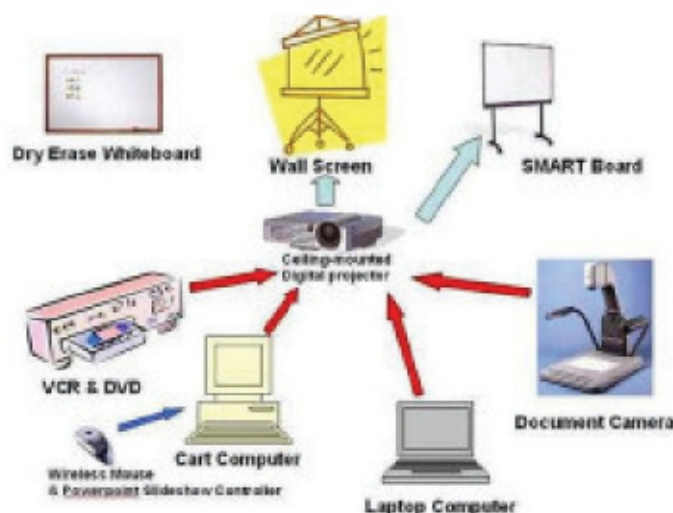 Dry Erase Whiteboard
Wall Screen
SMART Board
Ceiling-mounted
Digital projector
VCR & DVD
Cart Computer
Document Camera
Wireless Mouse
& Powerpoint Slideshow Controller
Laptop Computer